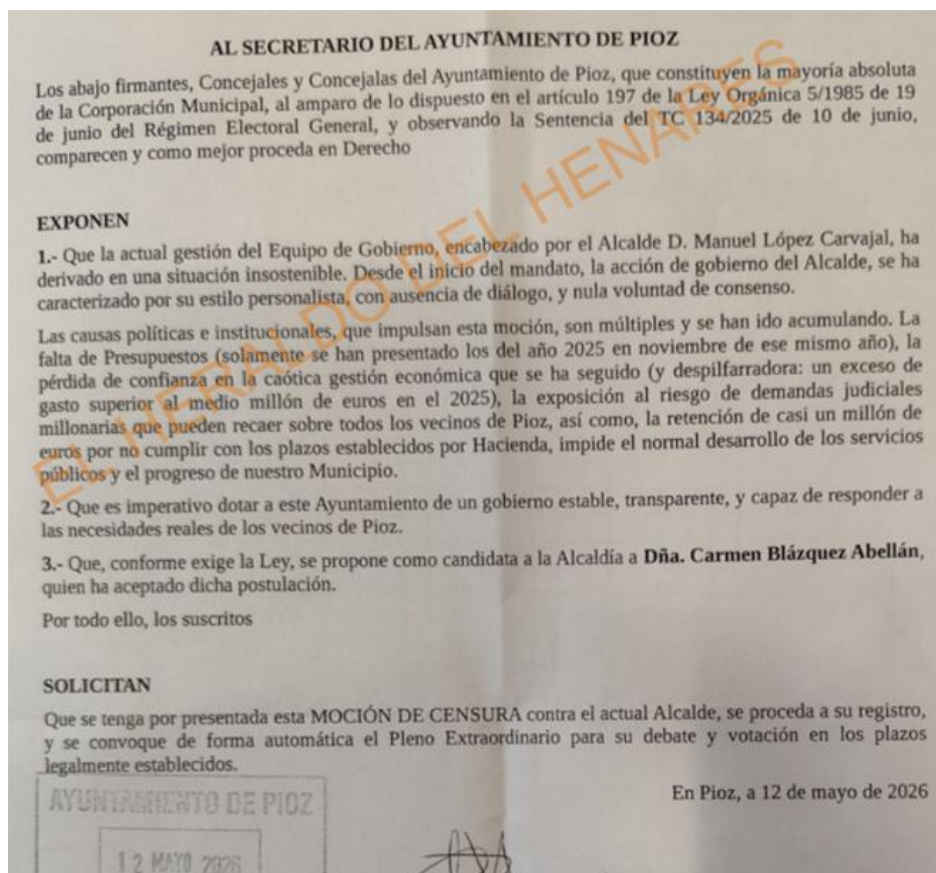 AL SECRETARIO DEL AYUNTAMIENTO DE PIOZ
Los abajo firmantes, Concejales y Concejalas del Ayuntamiento de Pioz, que constituyen la mayoría absoluta
de la Corporación Municipal, al amparo de lo dispuesto en el artículo 197 de la Ley Orgánica 5/1985 de 19
de junio del Régimen Electoral General, y observando la Sentencia del TC 134/2025 de 10 de junio,
comparecen y como mejor proceda en Derecho
EXPONEN
1.- Que la actual gestión del Equipo de Gobierno, encabezado por el Alcalde D. Manuel López Carvajal, ha
derivado en una situación insostenible. Desde el inicio del mandato, la acción de gobierno del Alcalde, se ha
caracterizado por su estilo personalista, con ausencia de diálogo, y nula voluntad de consenso.
Las causas políticas e institucionales, que impulsan esta moción, son múltiples y se han ido acumulando. La
falta de Presupuestos (solamente se han presentado los del año 2025 en noviembre de ese mismo año), la
pérdida de confianza en la caótica gestión económica que se ha seguido (y despilfarradora: un exceso de
gasto superior al medio millón de euros en el 2025), la exposición al riesgo de demandas judiciales
millonarias que pueden recaer sobre todos los vecinos de Pioz, así como, la retención de casi un millón de
euros por no cumplir con los plazos establecidos por Hacienda, impide el normal desarrollo de los servicios
públicos y el progreso de nuestro Municipio.
2.- Que es imperativo dotar a este Ayuntamiento de un gobierno estable, transparente, y capaz de responder a
las necesidades reales de los vecinos de Pioz.
3.- Que, conforme exige la Ley, se propone como candidata a la Alcaldía a Dña. Carmen Blázquez Abellán,
quien ha aceptado dicha postulación.
Por todo ello, los suscritos
SOLICITAN
Que se tenga por presentada esta MOCIÓN DE CENSURA contra el actual Alcalde, se proceda a su registro,
y se convoque de forma automática el Pleno Extraordinario para su debate y votación en los plazos
legalmente establecidos.
En Pioz, a 12 de mayo de 2026
AYUNTAMIENTO DE PIOZ
12 MAYO 2026
EL HERALDO DEL HENARES